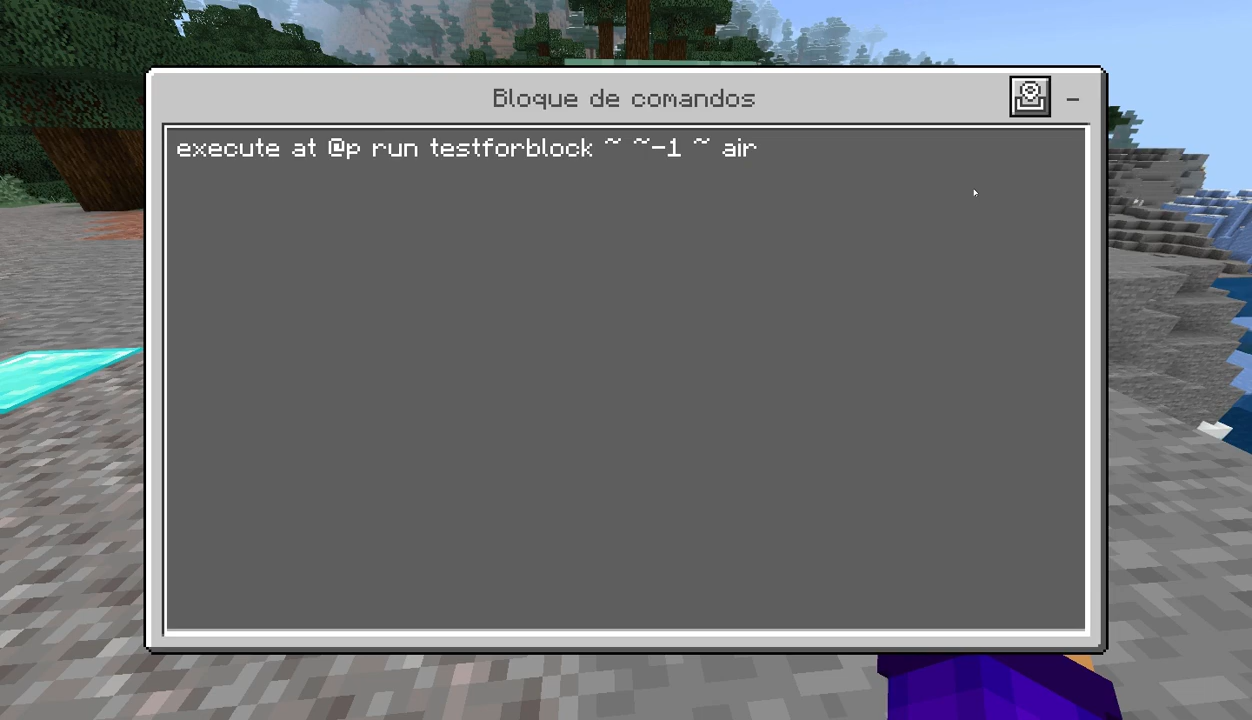 Bloque de comandos
execute at @p run testforblock ~ ~-1 ~ air